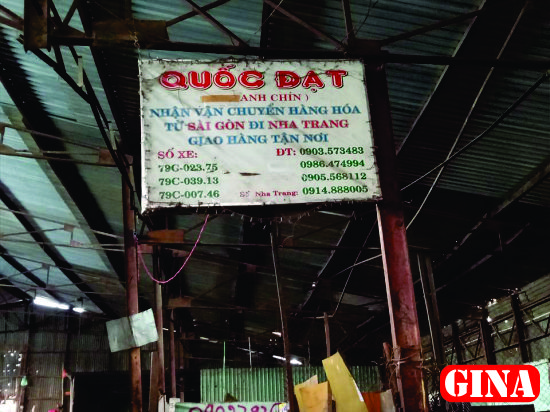 QUỐC ĐẠT
ANH CHÍN )
NHẬN VẬN CHUYỂN HÀNG HÓA
TỪ SÀI GÒN ĐI NHA TRANG
GIAO HÀNG TẬN NƠI
SỐ XE: ĐT: 0903.573483
79C-023.75 0986.474994
79C-039.13 0905.568112
79C-007.46 Số Nha Trang: 0914.888005
GINA